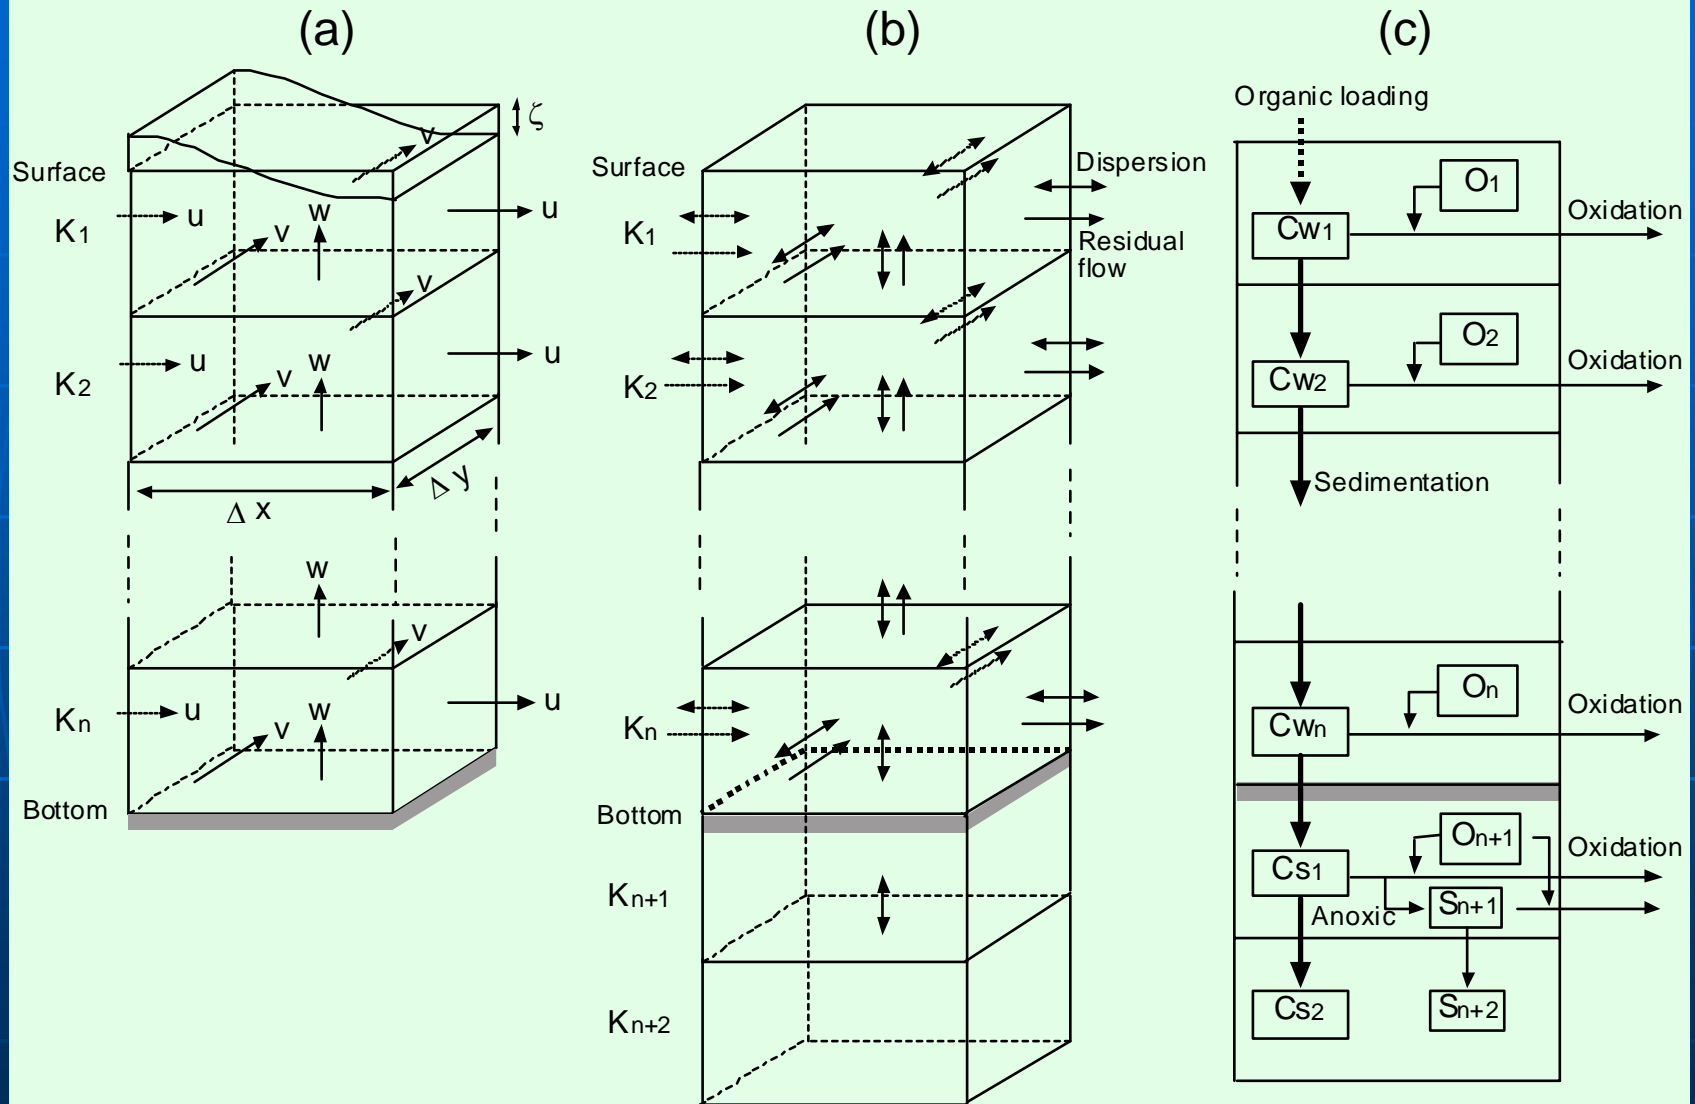 (a)
ζ
v
Surface
K1
u
w
u
v
v
K2
u
w
u
v
Δ y
Δ x
w
v
Kn
u
w
u
v
Bottom
(b)
Surface
Dispersion
K1
Residual
flow
K2
Kn
Bottom
Kn+1
Kn+2
(c)
Organic loading
O1
Cw1
Oxidation
O2
Cw2
Oxidation
Sedimentation
On
Cwn
Oxidation
On+1
Cs1
Oxidation
Anoxic
Sn+1
Cs2
Sn+2